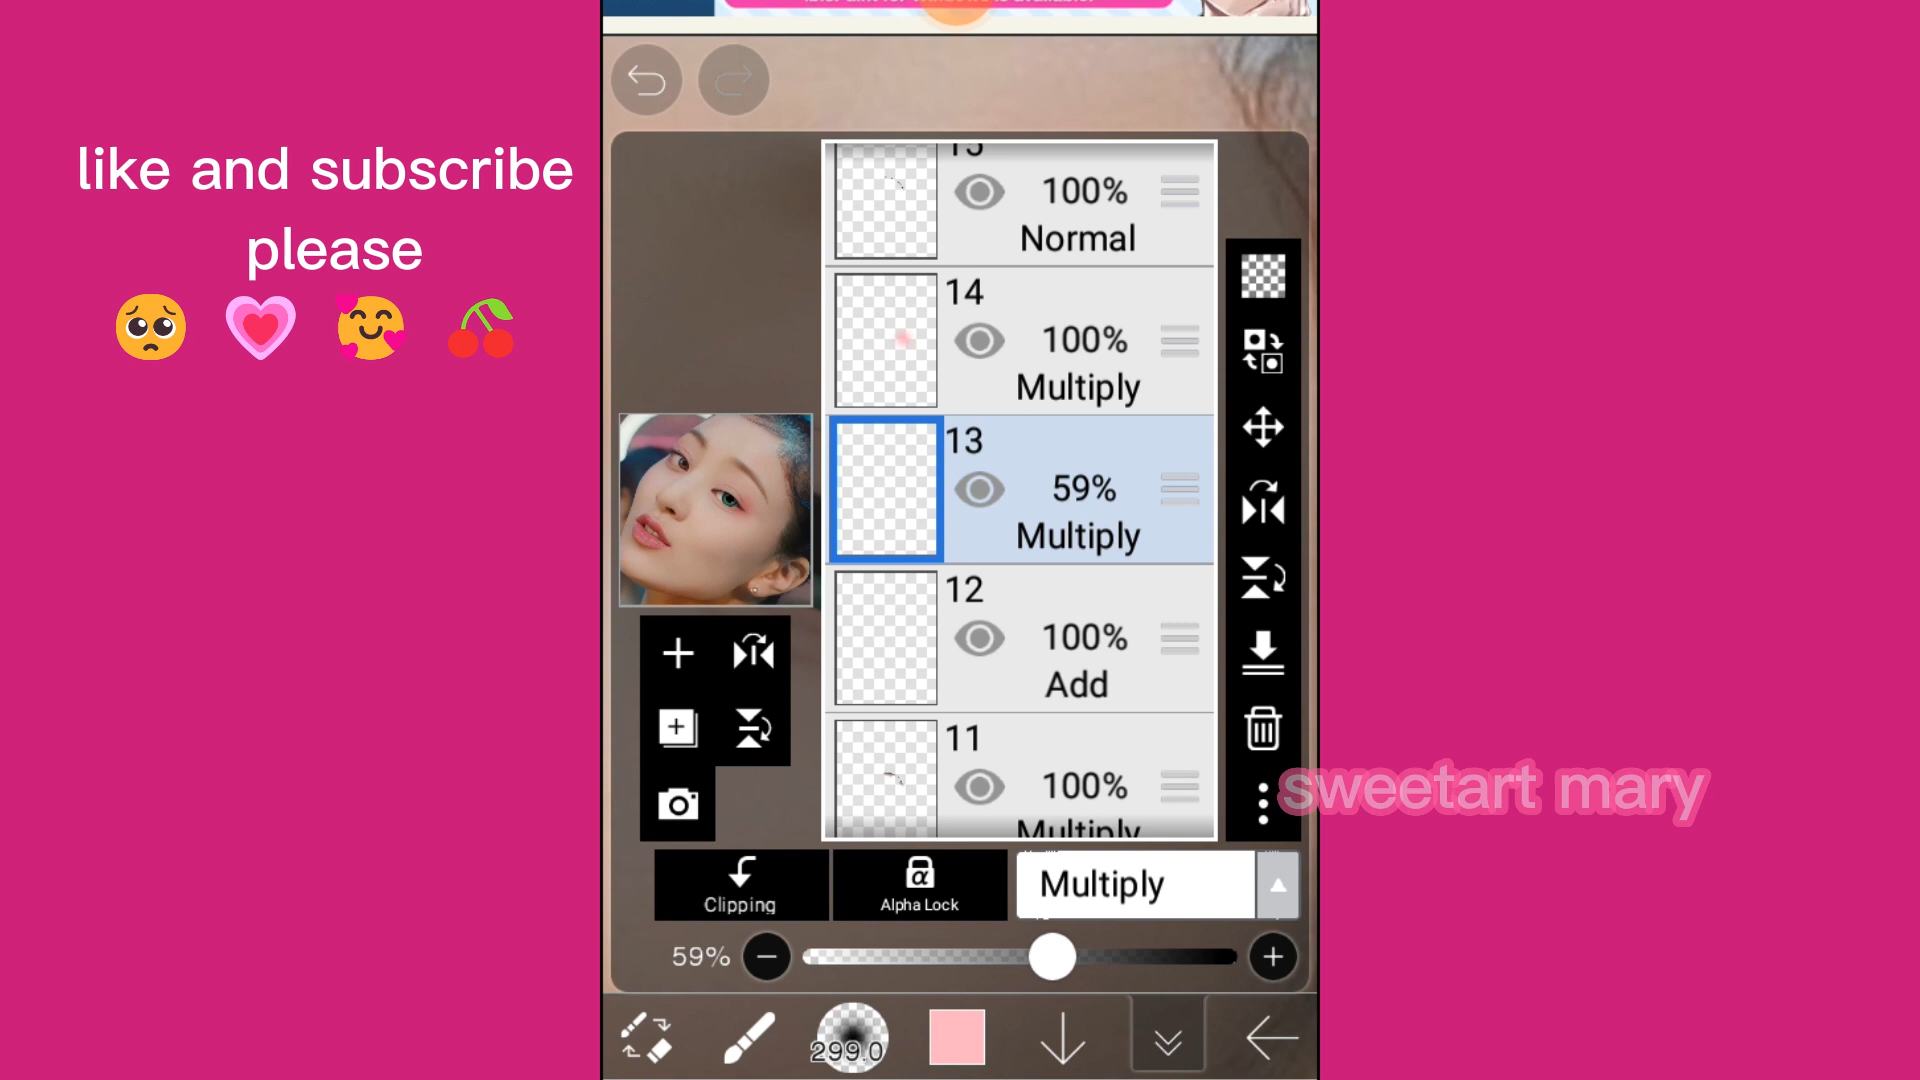 like and subscribe
please
100%
Normal
14
100%
Multiply
13
59%
Multiply
12
100%
Add
11
100%
Multiply
sweetart mary
Clipping
α
Alpha Lock
Multiply
59%
299.0